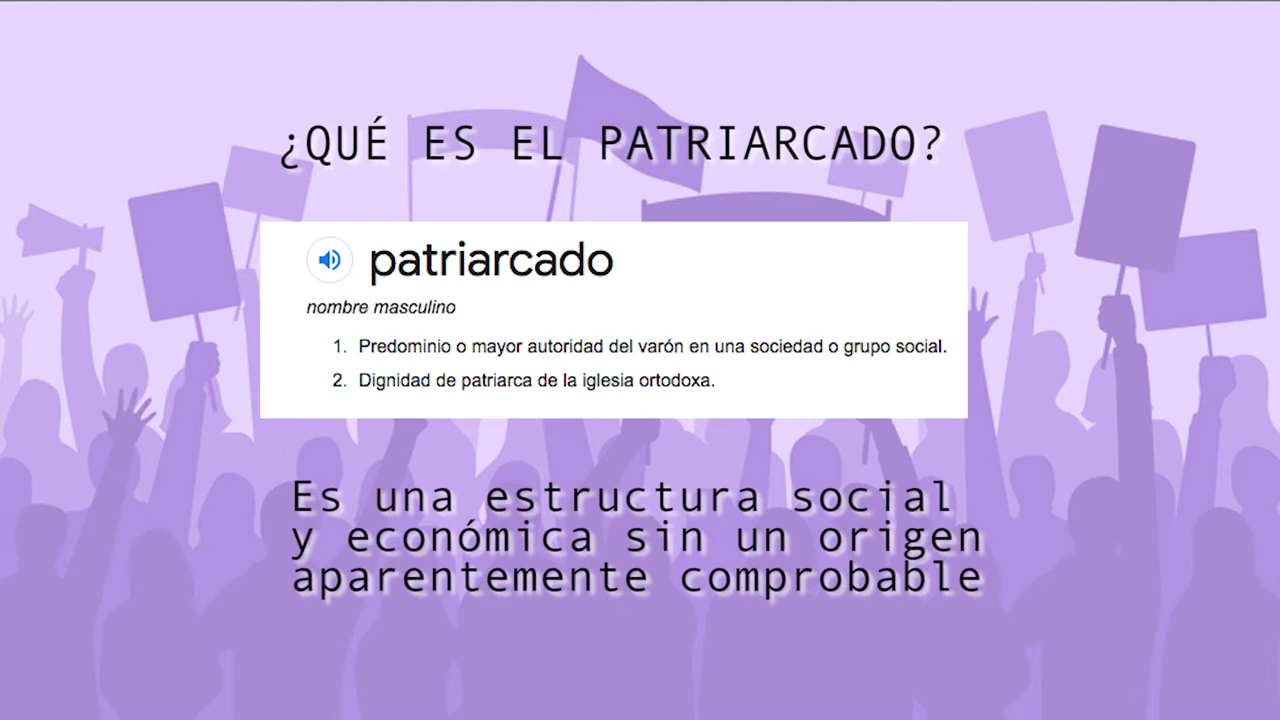 ¿QUÉ ES EL PATRIARCADO?
patriarcado
nombre masculino
1. Predominio o mayor autoridad del varón en una sociedad o grupo social.
2. Dignidad de patriarca de la iglesia ortodoxa.
Es una estructura social
y económica sin un origen
aparentemente comprobable